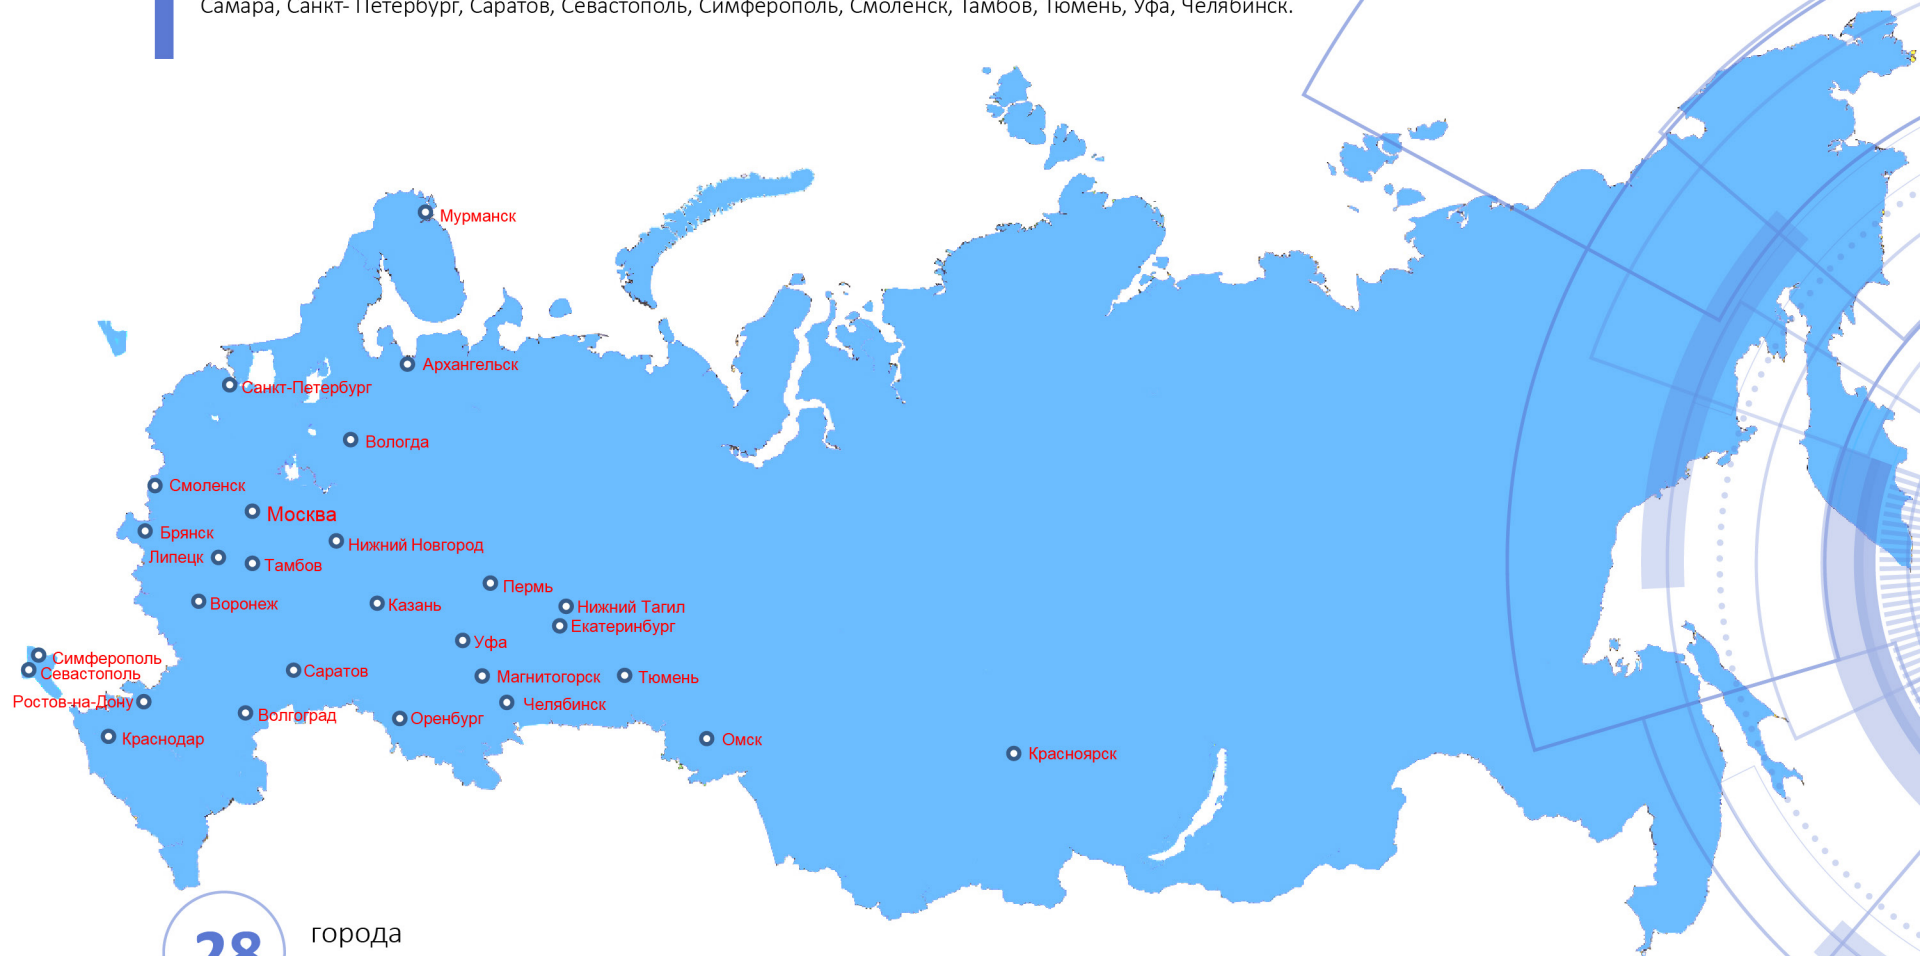 Самара, Санкт- Петербург, Саратов, Севастополь, Симферополь, Смоленск, Тамбов, Тюмень, Уфа, Челябинск.
Мурманск
Архангельск
Санкт-Петербург
Вологда
Смоленск
Москва
Брянск
Нижний Новгород
Липецк
Тамбов
Пермь
Воронеж
Казань
Нижний Тагил
Екатеринбург
Уфа
Симферополь
Севастополь
Саратов
Магнитогорск
Тюмень
Ростов-на-Дону
Челябинск
Волгоград
Оренбург
Краснодар
Омск
Красноярск
28
города